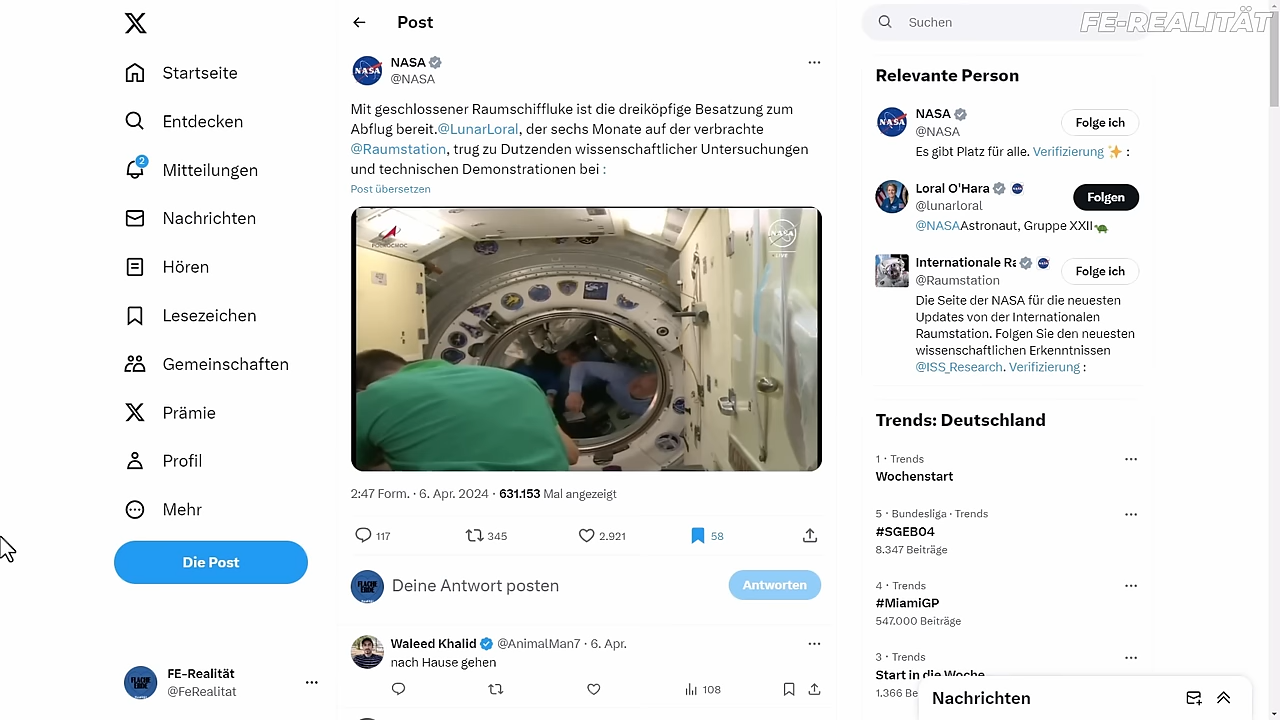 FE-REALITÄT
Startseite
Entdecken
2
Mitteilungen
Nachrichten
Hören
Lesezeichen
Gemeinschaften
Prämie
Profil
Mehr
Die Post
FE-Realität
@FeRealitat
Post
NASA
@NASA
Mit geschlossener Raumschiffluke ist die dreiköpfige Besatzung zum
Abflug bereit.@LunarLoral, der sechs Monate auf der verbrachte
@Raumstation, trug zu Dutzenden wissenschaftlicher Untersuchungen
und technischen Demonstrationen bei :
Post übersetzen
РОСКОСМОС
NASA
LIVE
2:47 Form. · 6. Apr. 2024 · 631.153 Mal angezeigt
117 345 2.921 58
FLACHE ERDE
Deine Antwort posten
Antworten
Waleed Khalid @AnimalMan7 · 6. Apr.
nach Hause gehen
108
Suchen
Relevante Person
NASA
@NASA
Folge ich
Es gibt Platz für alle. Verifizierung ✨ :
Loral O'Hara
@lunarloral
Folgen
@NASAAstronaut, Gruppe XXII🐢
Internationale Ra
@Raumstation
Folge ich
Die Seite der NASA für die neuesten
Updates von der Internationalen
Raumstation. Folgen Sie den neuesten
wissenschaftlichen Erkenntnissen
@ISS_Research. Verifizierung :
Trends: Deutschland
1 · Trends
Wochenstart
5 · Bundesliga · Trends
#SGEB04
8.347 Beiträge
4 · Trends
#MiamiGP
547.000 Beiträge
3 · Trends
Start in die Woche
1.366 Be
Nachrichten